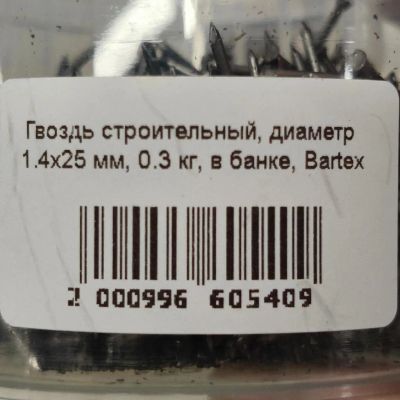 Гвоздь строительный, диаметр
1.4x25 мм, 0.3 кг, в банке, Bartex
2 000996 605409